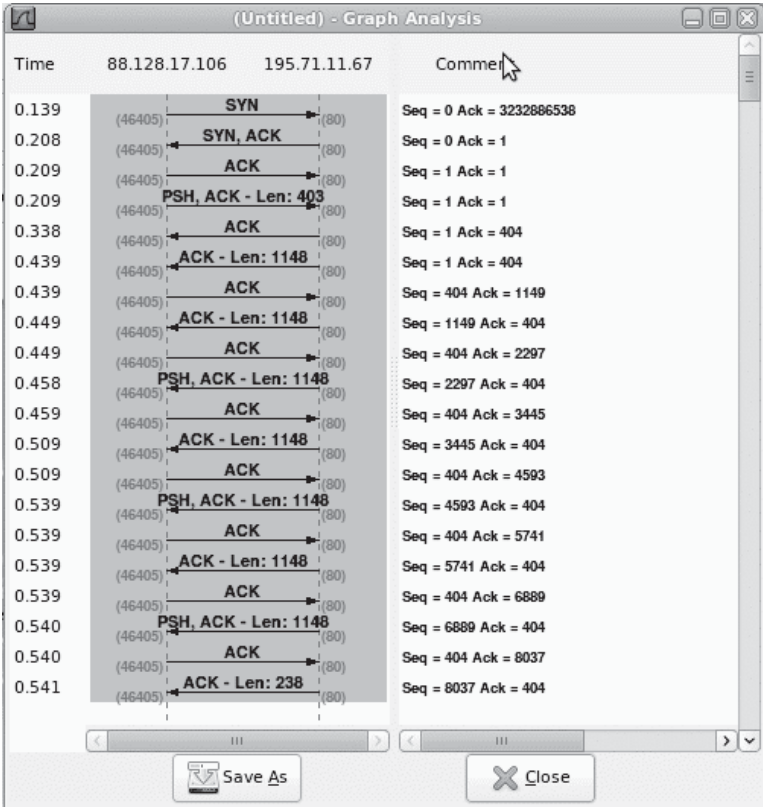 (Untitled) - Graph Analysis
Time 88.128.17.106 195.71.11.67 Commen
0.139 (46405) SYN (80) Seq = 0 Ack = 3232886538
0.208 (46405) SYN, ACK (80) Seq = 0 Ack = 1
0.209 (46405) ACK (80) Seq = 1 Ack = 1
0.209 (46405) PSH, ACK - Len: 403 (80) Seq = 1 Ack = 1
0.338 (46405) ACK (80) Seq = 1 Ack = 404
0.439 (46405) ACK - Len: 1148 (80) Seq = 1 Ack = 404
0.439 (46405) ACK (80) Seq = 404 Ack = 1149
0.449 (46405) ACK - Len: 1148 (80) Seq = 1149 Ack = 404
0.449 (46405) ACK (80) Seq = 404 Ack = 2297
0.458 (46405) PSH, ACK - Len: 1148 (80) Seq = 2297 Ack = 404
0.459 (46405) ACK (80) Seq = 404 Ack = 3445
0.509 (46405) ACK - Len: 1148 (80) Seq = 3445 Ack = 404
0.509 (46405) ACK (80) Seq = 404 Ack = 4593
0.539 (46405) PSH, ACK - Len: 1148 (80) Seq = 4593 Ack = 404
0.539 (46405) ACK (80) Seq = 404 Ack = 5741
0.539 (46405) ACK - Len: 1148 (80) Seq = 5741 Ack = 404
0.539 (46405) ACK (80) Seq = 404 Ack = 6889
0.540 (46405) PSH, ACK - Len: 1148 (80) Seq = 6889 Ack = 404
0.540 (46405) ACK (80) Seq = 404 Ack = 8037
0.541 (46405) ACK - Len: 238 (80) Seq = 8037 Ack = 404
Save As Close